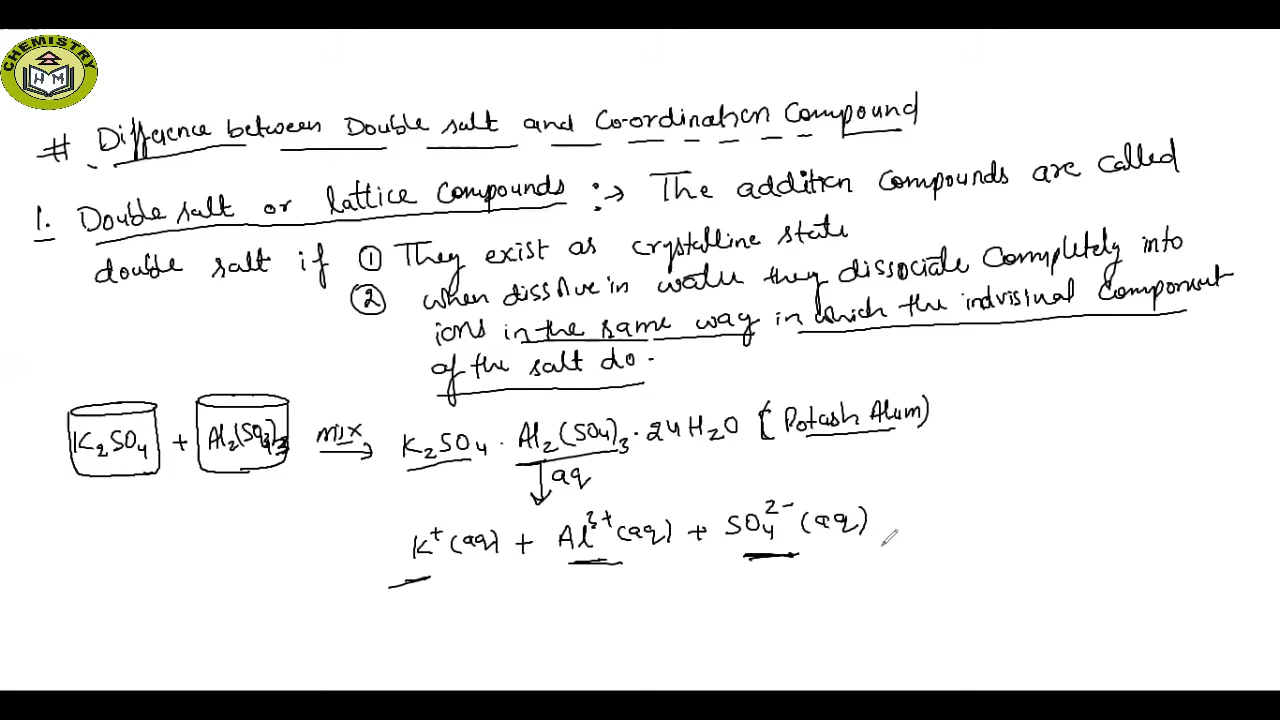 CHEMISTRY
H M
# Difference between Double salt and Co-ordination Compound
1. Double salt or lattice compounds :→ The addition compounds are called
double salt if ① They exist as crystalline state
② when dissolve in water they dissociate Completely into
ions in the same way in which the indvisinal Component
of the salt do.
K₂SO₄ + Al₂(SO₄)₃ mix → K₂SO₄ · Al₂(SO₄)₃ · 24H₂O [Potash Alum)
↓ aq
K⁺(aq) + Al³⁺(aq) + SO₄²⁻(aq)